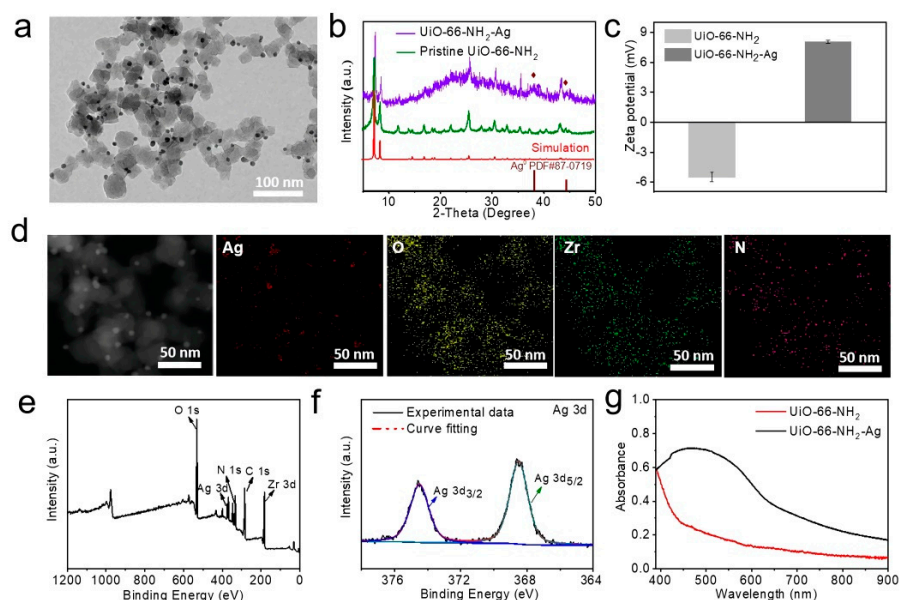 a
100 nm
b
UiO-66-NH₂-Ag
Pristine UiO-66-NH₂
Simulation
Ag⁰ PDF#87-0719
Intensity (a.u.)
10 20 30 40 50
2-Theta (Degree)
c
UiO-66-NH₂
UiO-66-NH₂-Ag
Zeta potential (mV)
9
6
3
0
-3
-6
d
Ag
O
Zr
N
50 nm
50 nm
50 nm
50 nm
50 nm
e
O 1s
N 1s
C 1s
Ag 3d
Zr 3d
Intensity (a.u.)
1200 1000 800 600 400 200 0
Binding Energy (eV)
f
Experimental data
Curve fitting
Ag 3d
Ag 3d3/2
Ag 3d5/2
Intensity (a.u.)
376 372 368 364
Binding Energy (eV)
g
UiO-66-NH₂
UiO-66-NH₂-Ag
Absorbance
1.0
0.8
0.6
0.4
0.2
0.0
400 500 600 700 800 900
Wavelength (nm)